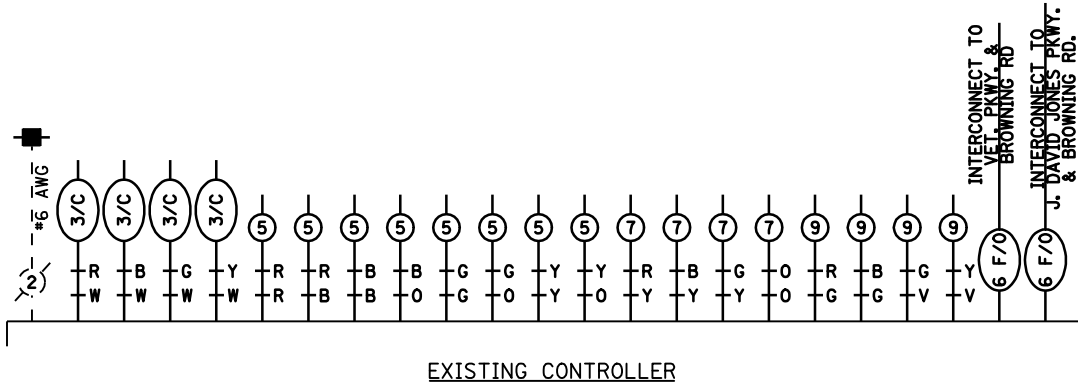 INTERCONNECT TO
VET. PKWY. &
BROWNING RD
INTERCONNECT TO
J. DAVID JONES PKWY.
& BROWNING RD.
#6 AWG
3/C 3/C 3/C 3/C 5 5 5 5 5 5 5 5 7 7 7 7 9 9 9 9 6 F/O 6 F/O
2
R B G Y R R B B G G Y Y R B G O R B G Y
W W W W R B B O G O Y O Y Y Y O G G V V
EXISTING CONTROLLER